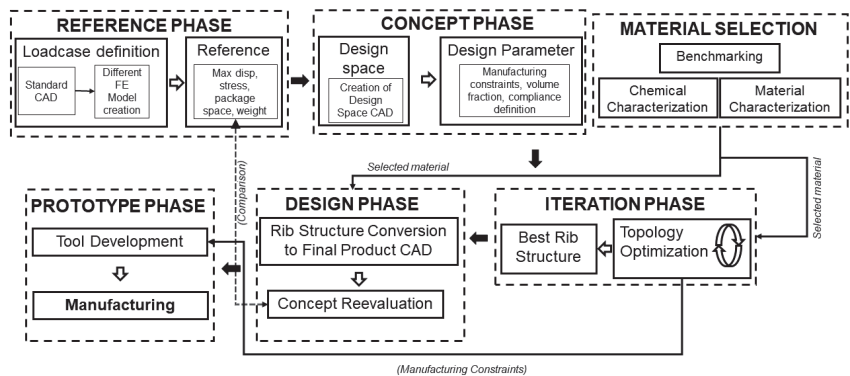 REFERENCE PHASE
Loadcase definition
Standard
CAD
Different
FE
Model
creation
Reference
Max disp,
stress,
package
space, weight
CONCEPT PHASE
Design
space
Creation of
Design
Space CAD
Design Parameter
Manufacturing
constraints, volume
fraction, compliance
definition
MATERIAL SELECTION
Benchmarking
Chemical
Characterization
Material
Characterization
Selected material
Selected material
(Comparison)
PROTOTYPE PHASE
Tool Development
Manufacturing
DESIGN PHASE
Rib Structure Conversion
to Final Product CAD
Concept Reevaluation
ITERATION PHASE
Best Rib
Structure
Topology
Optimization
(Manufacturing Constraints)